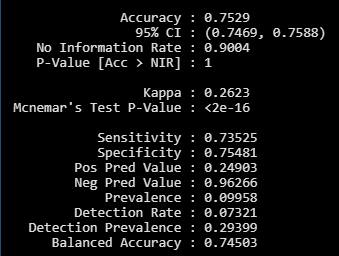 Accuracy : 0.7529
95% CI : (0.7469, 0.7588)
No Information Rate : 0.9004
P-Value [Acc > NIR] : 1
Kappa : 0.2623
Mcnemar's Test P-Value : <2e-16
Sensitivity : 0.73525
Specificity : 0.75481
Pos Pred Value : 0.24903
Neg Pred Value : 0.96266
Prevalence : 0.09958
Detection Rate : 0.07321
Detection Prevalence : 0.29399
Balanced Accuracy : 0.74503